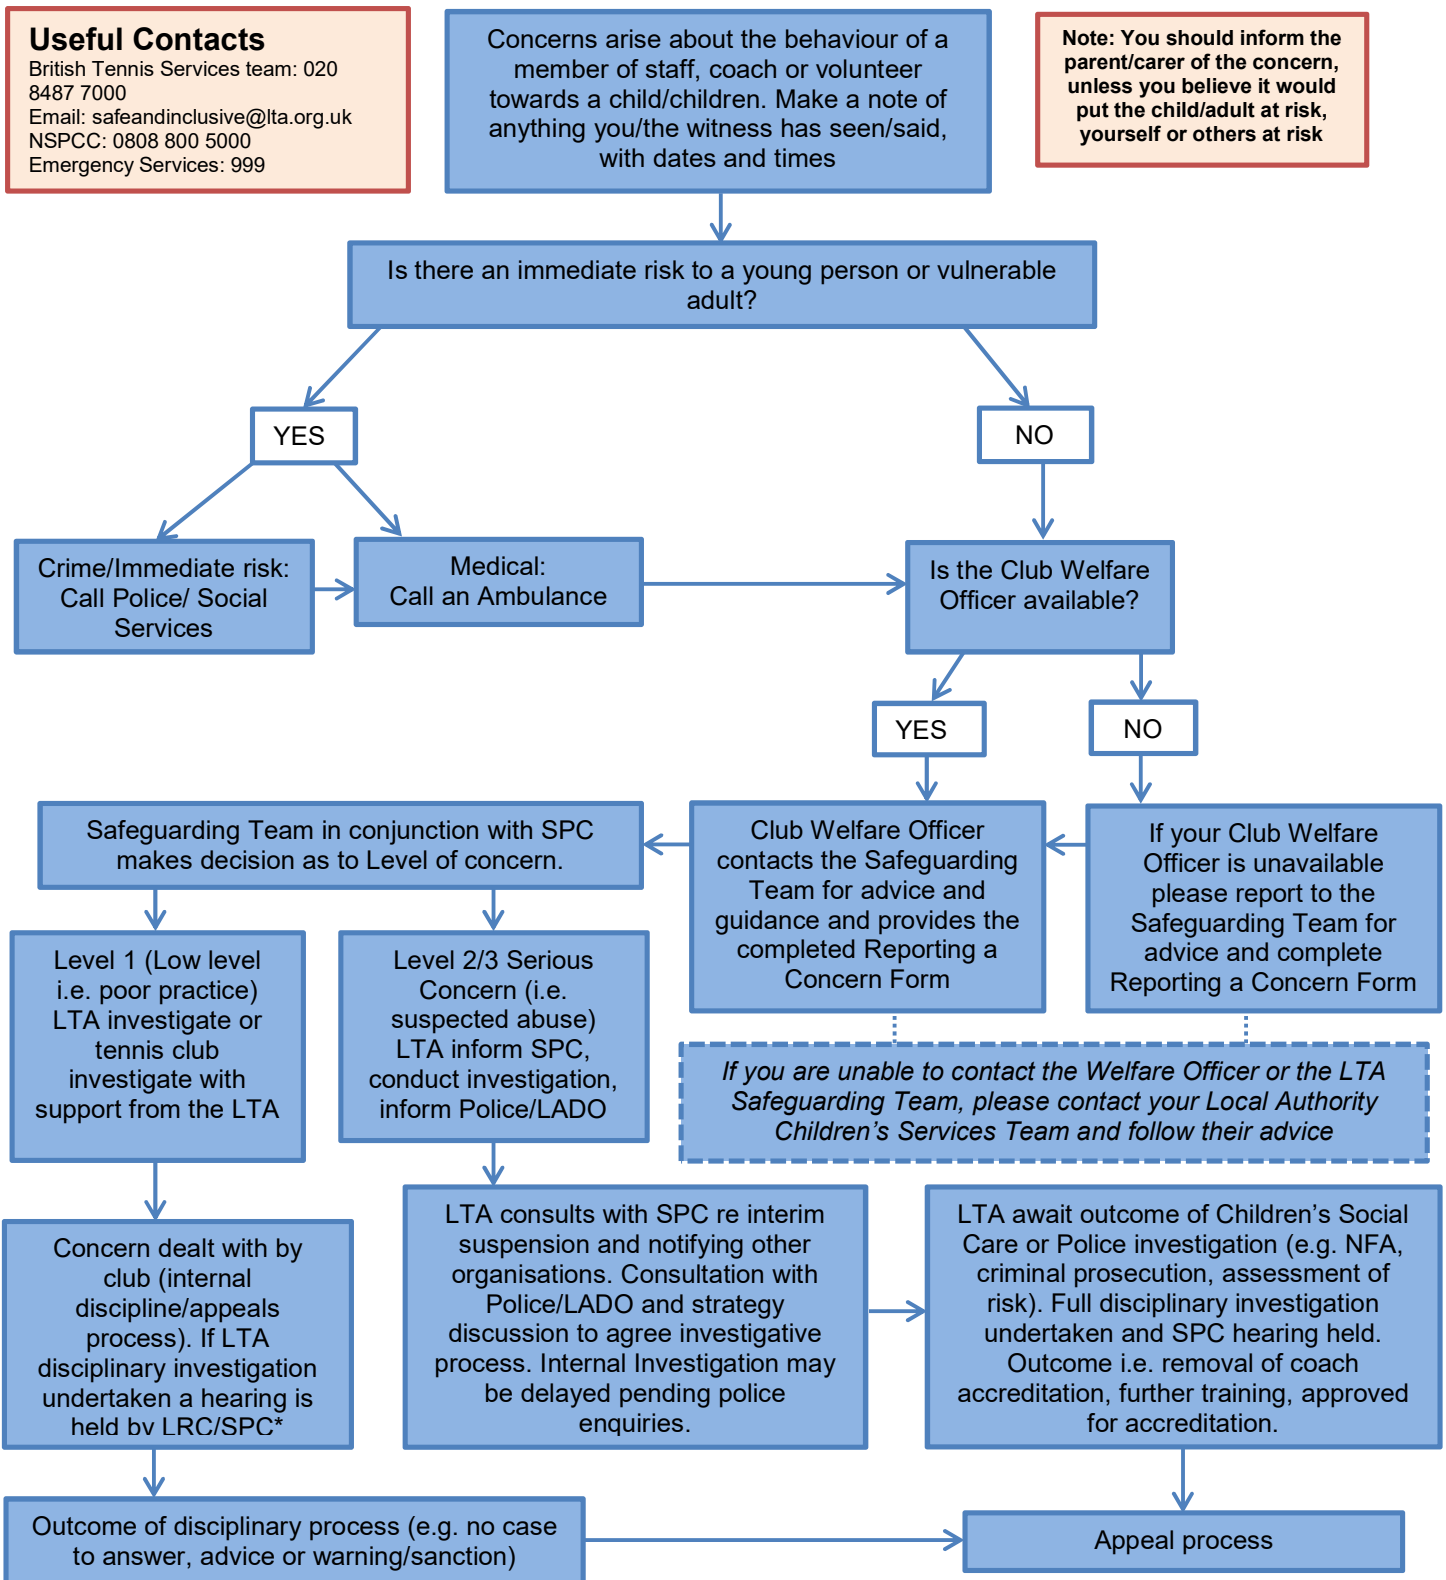 Useful Contacts
British Tennis Services team: 020
8487 7000
Email: safeandinclusive@lta.org.uk
NSPCC: 0808 800 5000
Emergency Services: 999
Concerns arise about the behaviour of a
member of staff, coach or volunteer
towards a child/children. Make a note of
anything you/the witness has seen/said,
with dates and times
Note: You should inform the
parent/carer of the concern,
unless you believe it would
put the child/adult at risk,
yourself or others at risk
Is there an immediate risk to a young person or vulnerable
adult?
YES
NO
Crime/Immediate risk:
Call Police/ Social
Services
Medical:
Call an Ambulance
Is the Club Welfare
Officer available?
YES
NO
Safeguarding Team in conjunction with SPC
makes decision as to Level of concern.
Club Welfare Officer
contacts the Safeguarding
Team for advice and
guidance and provides the
completed Reporting a
Concern Form
If your Club Welfare
Officer is unavailable
please report to the
Safeguarding Team for
advice and complete
Reporting a Concern Form
Level 1 (Low level
i.e. poor practice)
LTA investigate or
tennis club
investigate with
support from the LTA
Level 2/3 Serious
Concern (i.e.
suspected abuse)
LTA inform SPC,
conduct investigation,
inform Police/LADO
If you are unable to contact the Welfare Officer or the LTA
Safeguarding Team, please contact your Local Authority
Children’s Services Team and follow their advice
Concern dealt with by
club (internal
discipline/appeals
process). If LTA
disciplinary investigation
undertaken a hearing is
held by LRC/SPC*
LTA consults with SPC re interim
suspension and notifying other
organisations. Consultation with
Police/LADO and strategy
discussion to agree investigative
process. Internal Investigation may
be delayed pending police
enquiries.
LTA await outcome of Children’s Social
Care or Police investigation (e.g. NFA,
criminal prosecution, assessment of
risk). Full disciplinary investigation
undertaken and SPC hearing held.
Outcome i.e. removal of coach
accreditation, further training, approved
for accreditation.
Outcome of disciplinary process (e.g. no case
to answer, advice or warning/sanction)
Appeal process